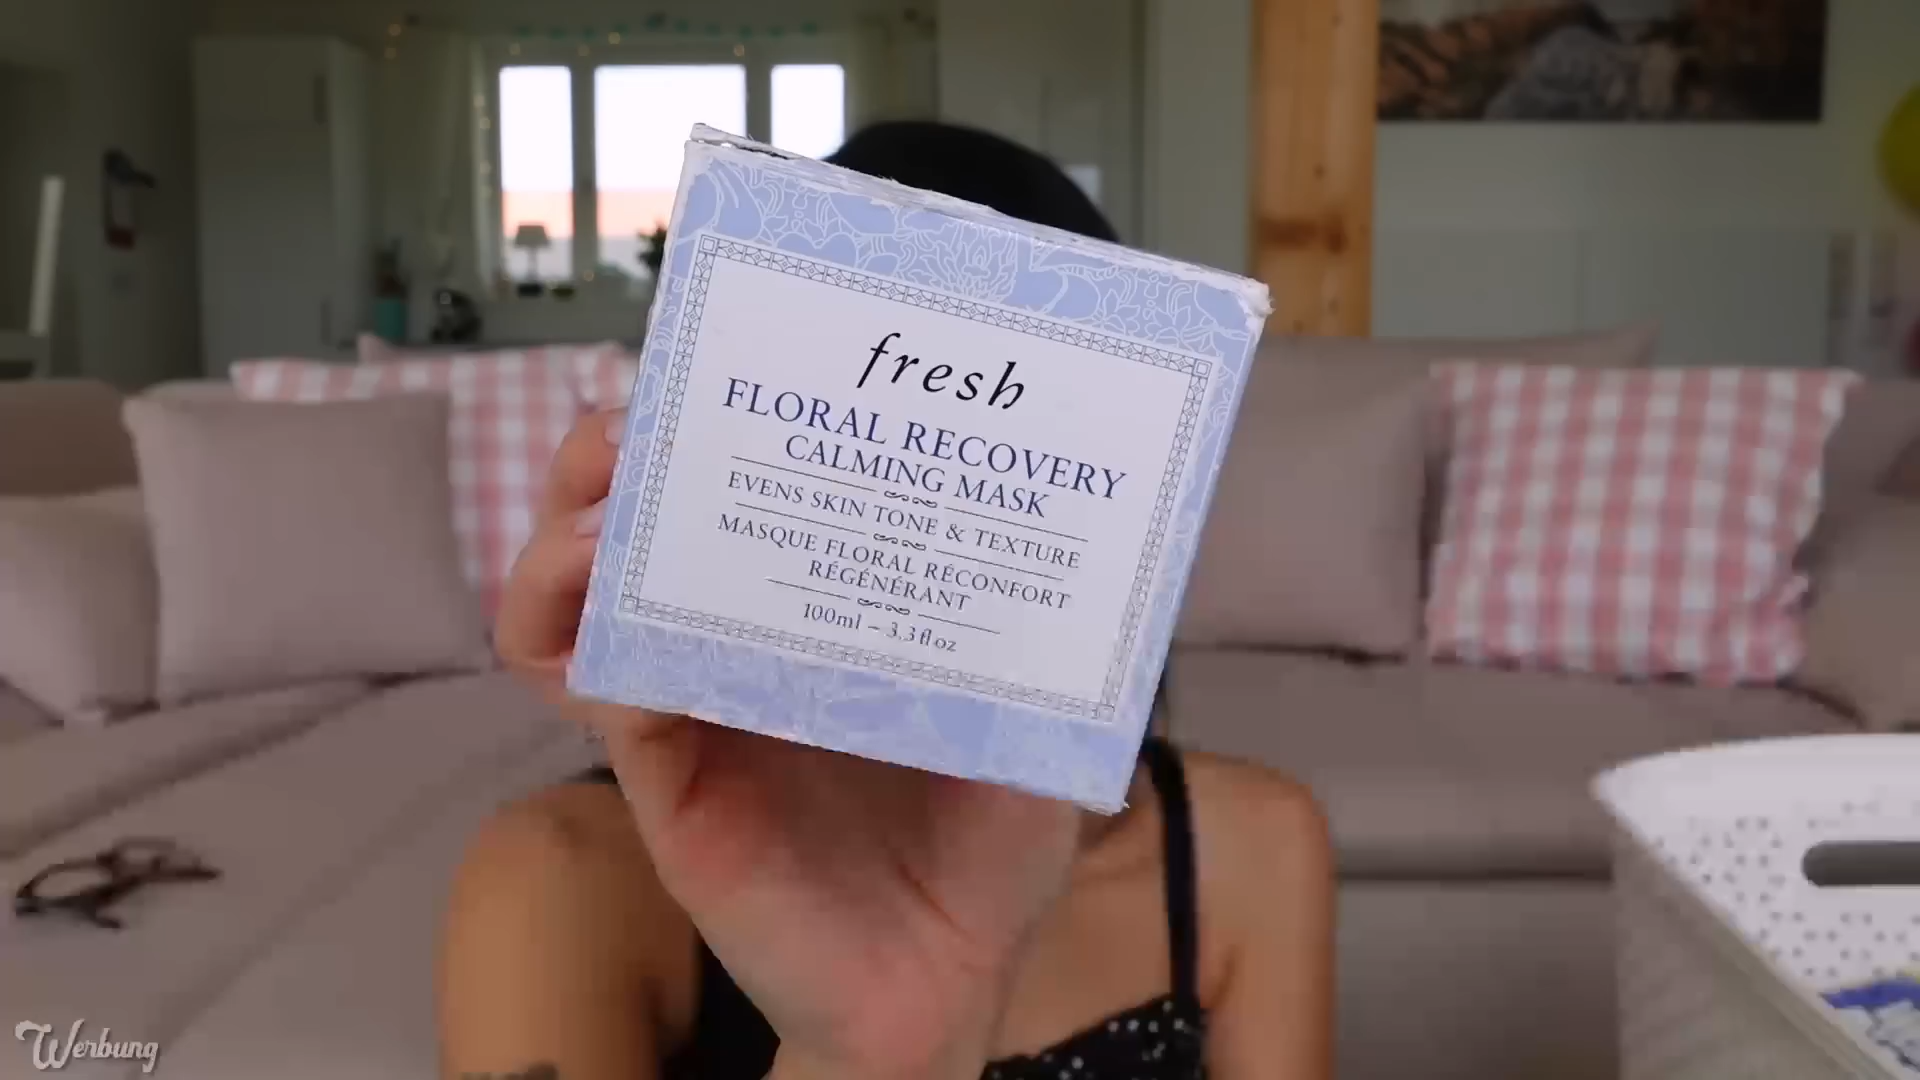 fresh
FLORAL RECOVERY
CALMING MASK
EVENS SKIN TONE & TEXTURE
MASQUE FLORAL RÉCONFORT
RÉGÉNÉRANT
100ml – 3.3 fl oz
Werbung